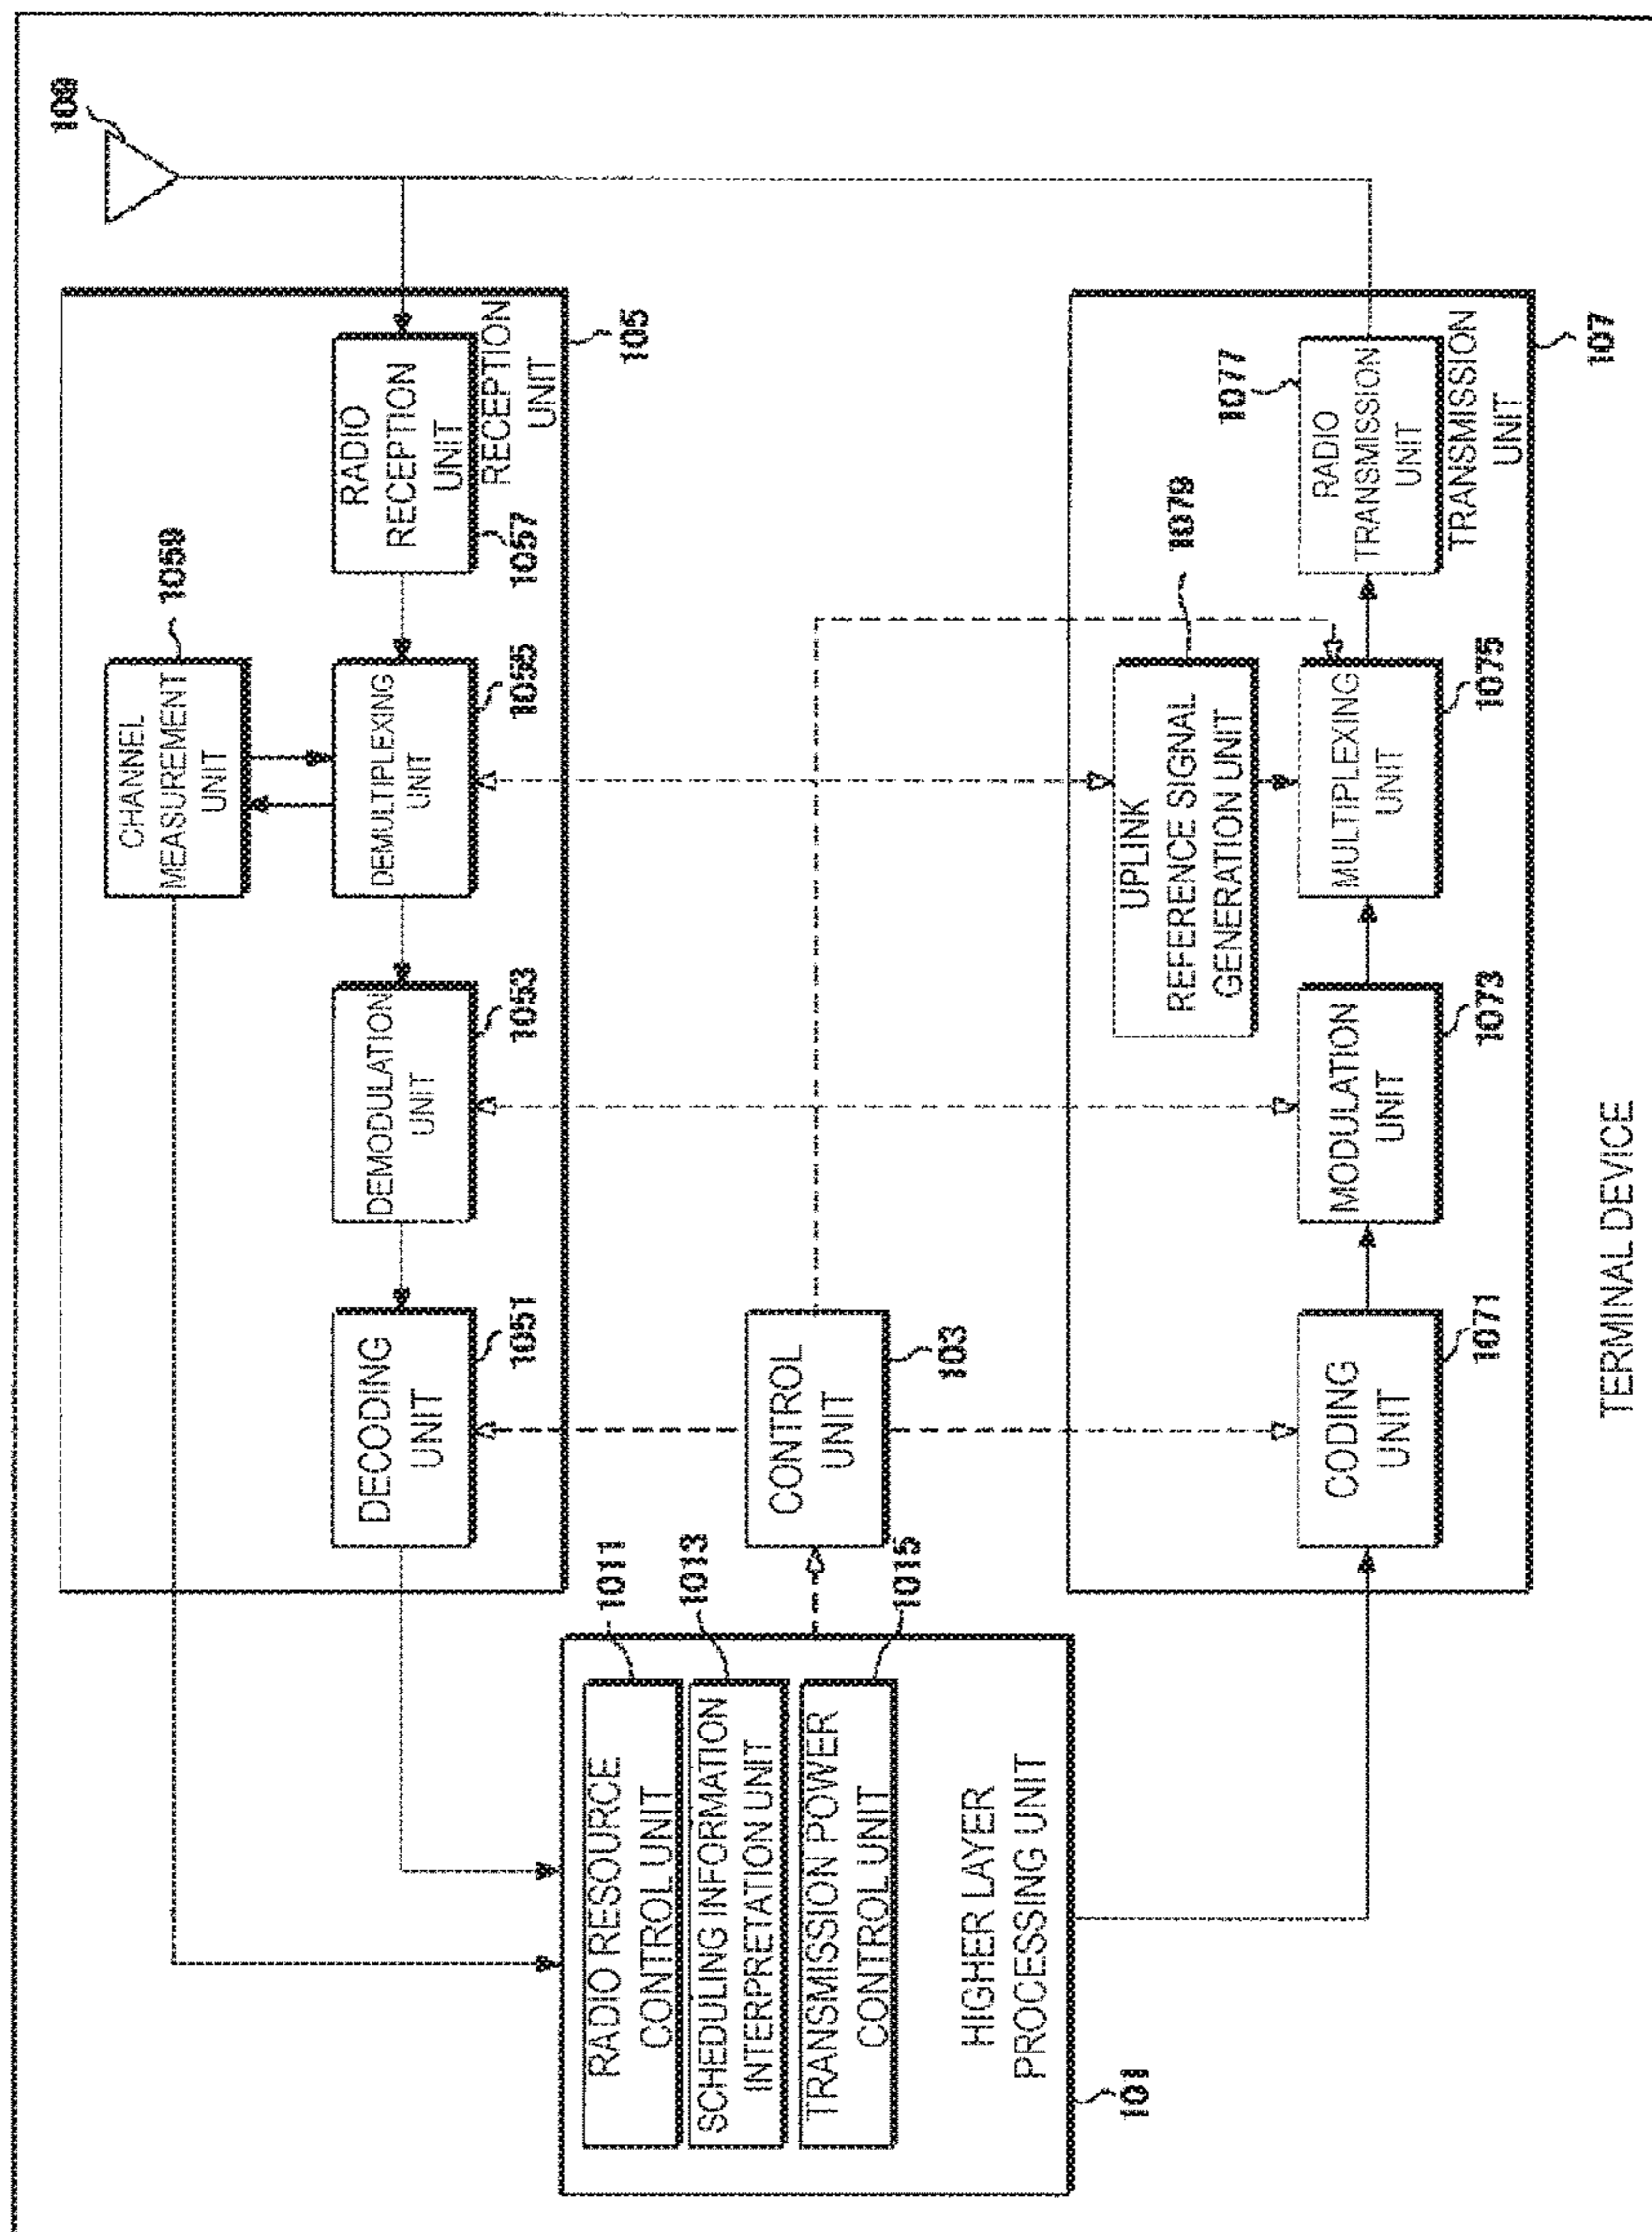 TERMINAL DEVICE
101
HIGHER LAYER
PROCESSING UNIT
RADIO RESOURCE
CONTROL UNIT
1011
SCHEDULING INFORMATION
INTERPRETATION UNIT
1013
TRANSMISSION POWER
CONTROL UNIT
1015
CONTROL
UNIT
103
DECODING
UNIT
1051
DEMODULATION
UNIT
1053
DEMULTIPLEXING
UNIT
1055
CHANNEL
MEASUREMENT
UNIT
1059
RADIO
RECEPTION
UNIT
1057
RECEPTION
UNIT
105
109
CODING
UNIT
1071
MODULATION
UNIT
1073
MULTIPLEXING
UNIT
1075
UPLINK
REFERENCE SIGNAL
GENERATION UNIT
1079
RADIO
TRANSMISSION
UNIT
1077
TRANSMISSION
UNIT
107